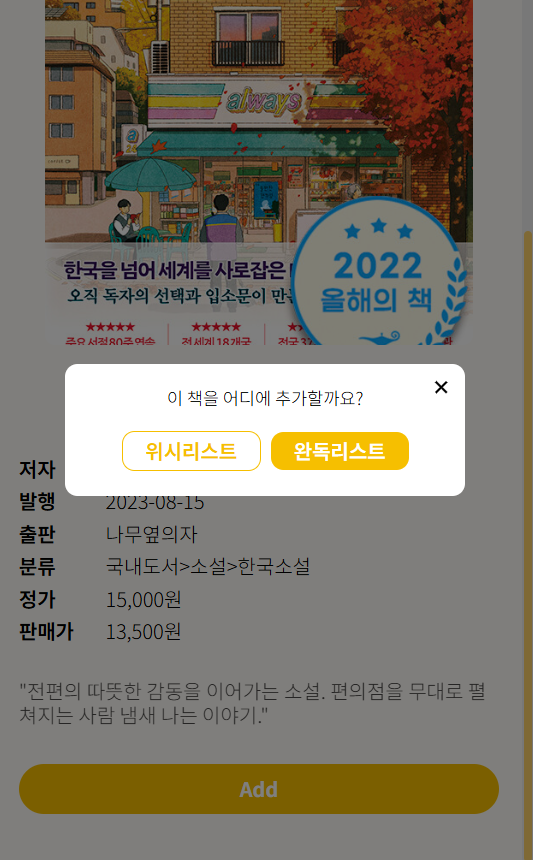 always
한국을 넘어 세계를 사로잡은
2022
올해의 책
오직 독자의 선택과 입소문이 만든
★★★★★ ★★★★★
주요 서점 80주 연속 전 세계 18개국 전국 37
이 책을 어디에 추가할까요? ✕
위시리스트 완독리스트
저자
발행 2023-08-15
출판 나무옆의자
분류 국내도서>소설>한국소설
정가 15,000원
판매가 13,500원
"전편의 따뜻한 감동을 이어가는 소설. 편의점을 무대로 펼
쳐지는 사람 냄새 나는 이야기."
Add